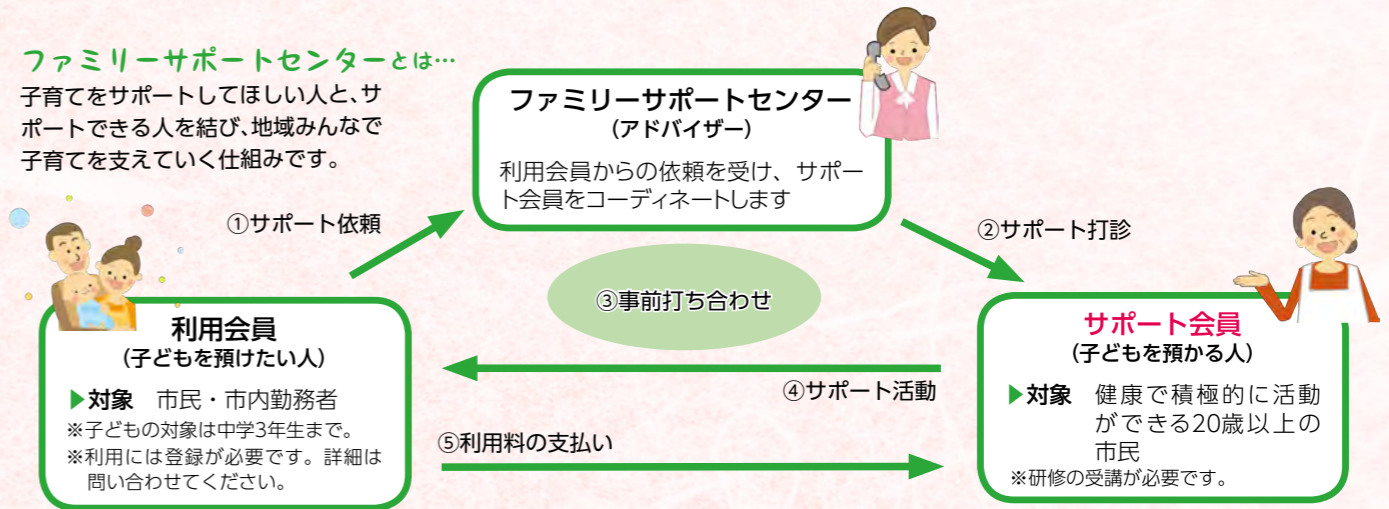 ファミリーサポートセンターとは…
子育てをサポートしてほしい人と、サ
ポートできる人を結び、地域みんなで
子育てを支えていく仕組みです。
ファミリーサポートセンター
（アドバイザー）
利用会員からの依頼を受け、サポー
ト会員をコーディネートします
①サポート依頼
②サポート打診
③事前打ち合わせ
利用会員
（子どもを預けたい人）
▶対象　市民・市内勤務者
※子どもの対象は中学3年生まで。
※利用には登録が必要です。詳細は
問い合わせてください。
サポート会員
（子どもを預かる人）
▶対象　健康で積極的に活動
ができる20歳以上の
市民
※研修の受講が必要です。
④サポート活動
⑤利用料の支払い